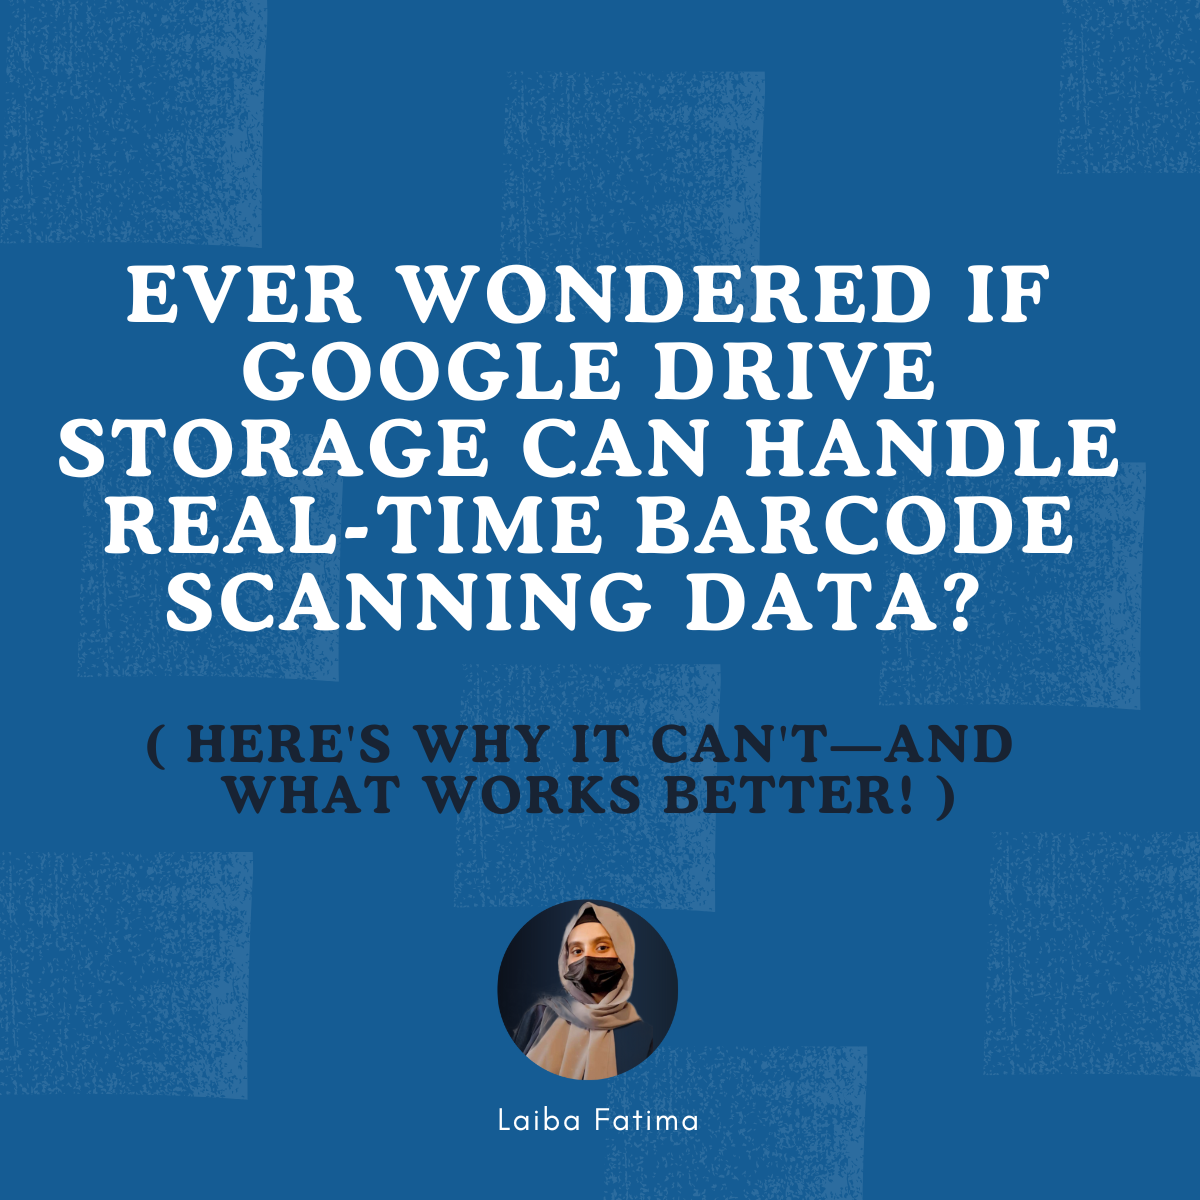 EVER WONDERED IF
GOOGLE DRIVE
STORAGE CAN HANDLE
REAL-TIME BARCODE
SCANNING DATA?
( HERE'S WHY IT CAN'T—AND
WHAT WORKS BETTER! )
Laiba Fatima